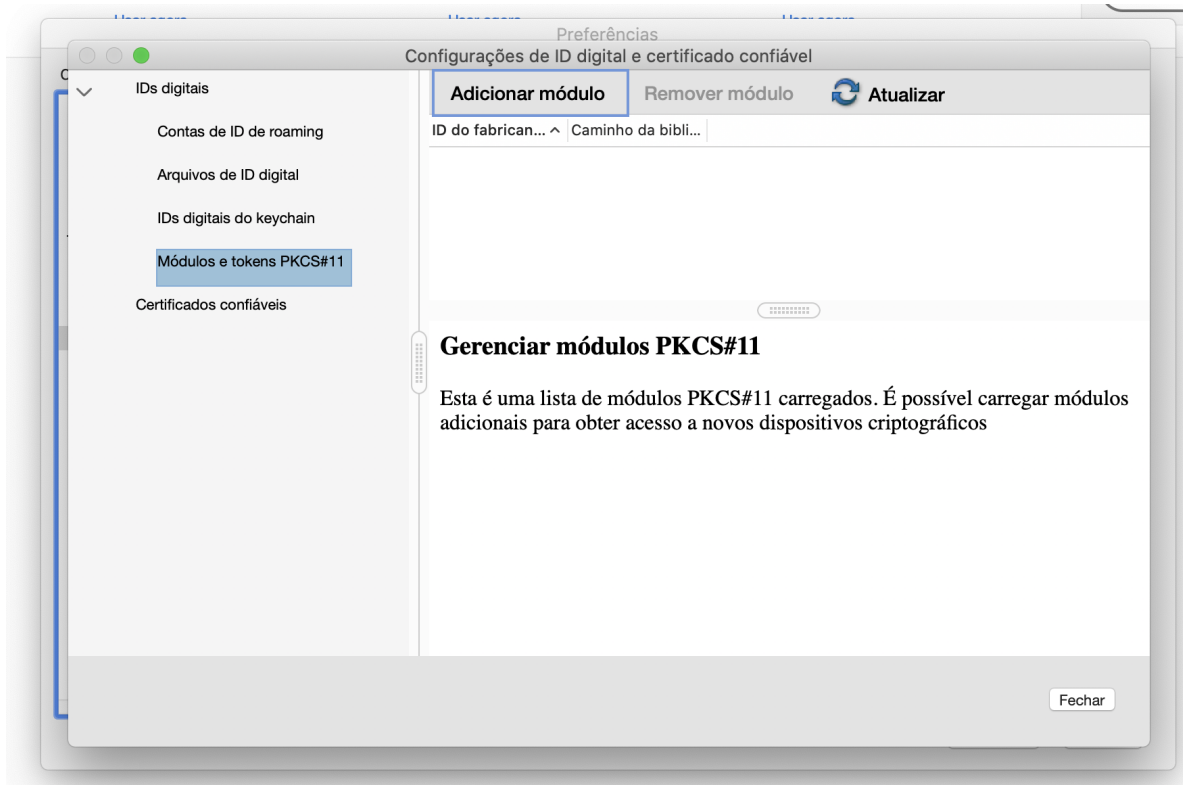 Preferências
Configurações de ID digital e certificado confiável
IDs digitais
Contas de ID de roaming
Arquivos de ID digital
IDs digitais do keychain
Módulos e tokens PKCS#11
Certificados confiáveis
Adicionar módulo Remover módulo Atualizar
ID do fabrican... Caminho da bibli...
Gerenciar módulos PKCS#11
Esta é uma lista de módulos PKCS#11 carregados. É possível carregar módulos
adicionais para obter acesso a novos dispositivos criptográficos
Fechar